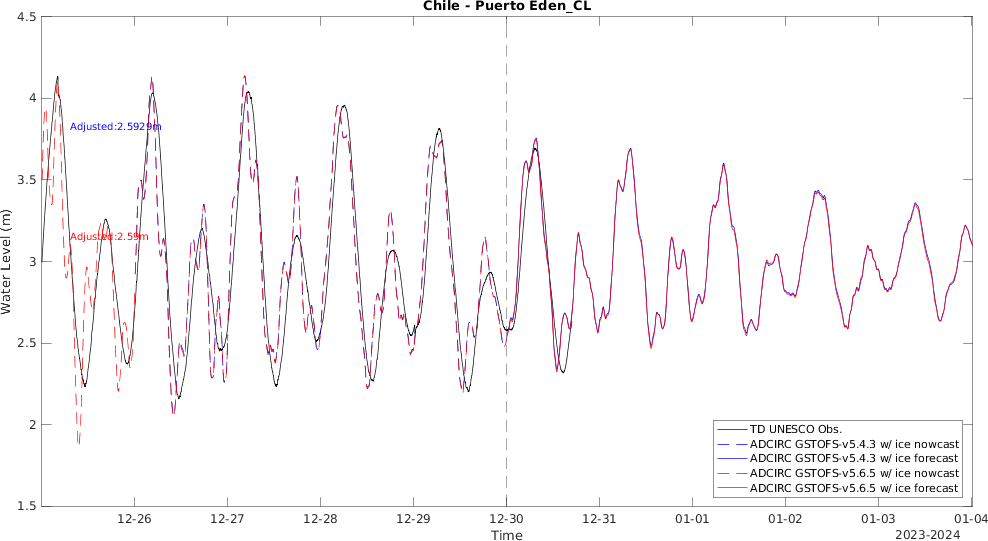 Chile - Puerto Eden_CL
4.5
4
3.5
3
2.5
2
1.5
Water Level (m)
Adjusted:2.5929m
Adjusted:2.59m
TD UNESCO Obs.
ADCIRC GSTOFS-v5.4.3 w/ ice nowcast
ADCIRC GSTOFS-v5.4.3 w/ ice forecast
ADCIRC GSTOFS-v5.6.5 w/ ice nowcast
ADCIRC GSTOFS-v5.6.5 w/ ice forecast
12-26 12-27 12-28 12-29 12-30 12-31 01-01 01-02 01-03 01-04
Time
2023-2024